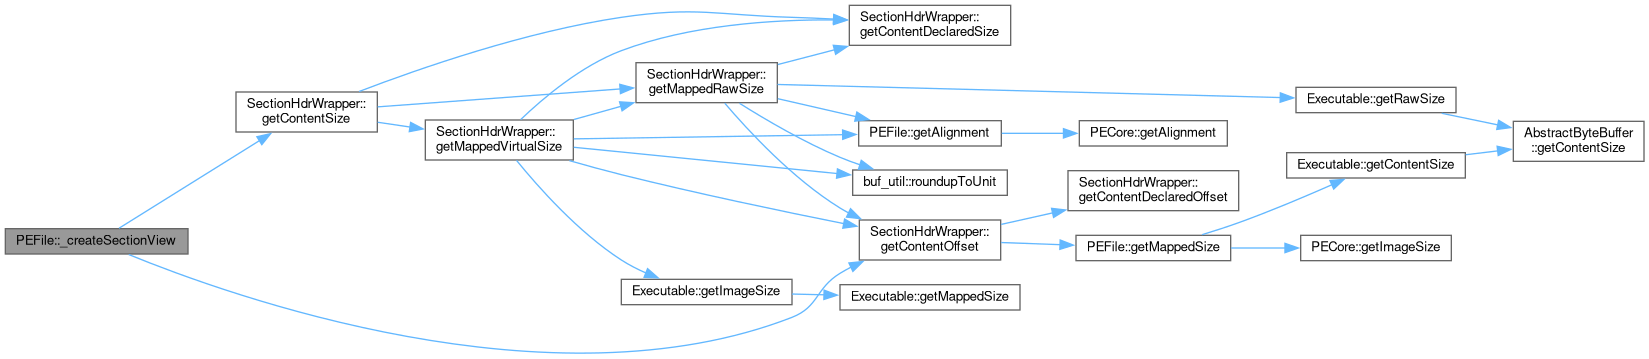 PEFile::_createSectionView
SectionHdrWrapper::
getContentSize
SectionHdrWrapper::
getMappedVirtualSize
SectionHdrWrapper::
getMappedRawSize
Executable::getImageSize
SectionHdrWrapper::
getContentDeclaredSize
PEFile::getAlignment
buf_util::roundupToUnit
SectionHdrWrapper::
getContentOffset
Executable::getMappedSize
PECore::getAlignment
SectionHdrWrapper::
getContentDeclaredOffset
PEFile::getMappedSize
Executable::getRawSize
Executable::getContentSize
PECore::getImageSize
AbstractByteBuffer
::getContentSize